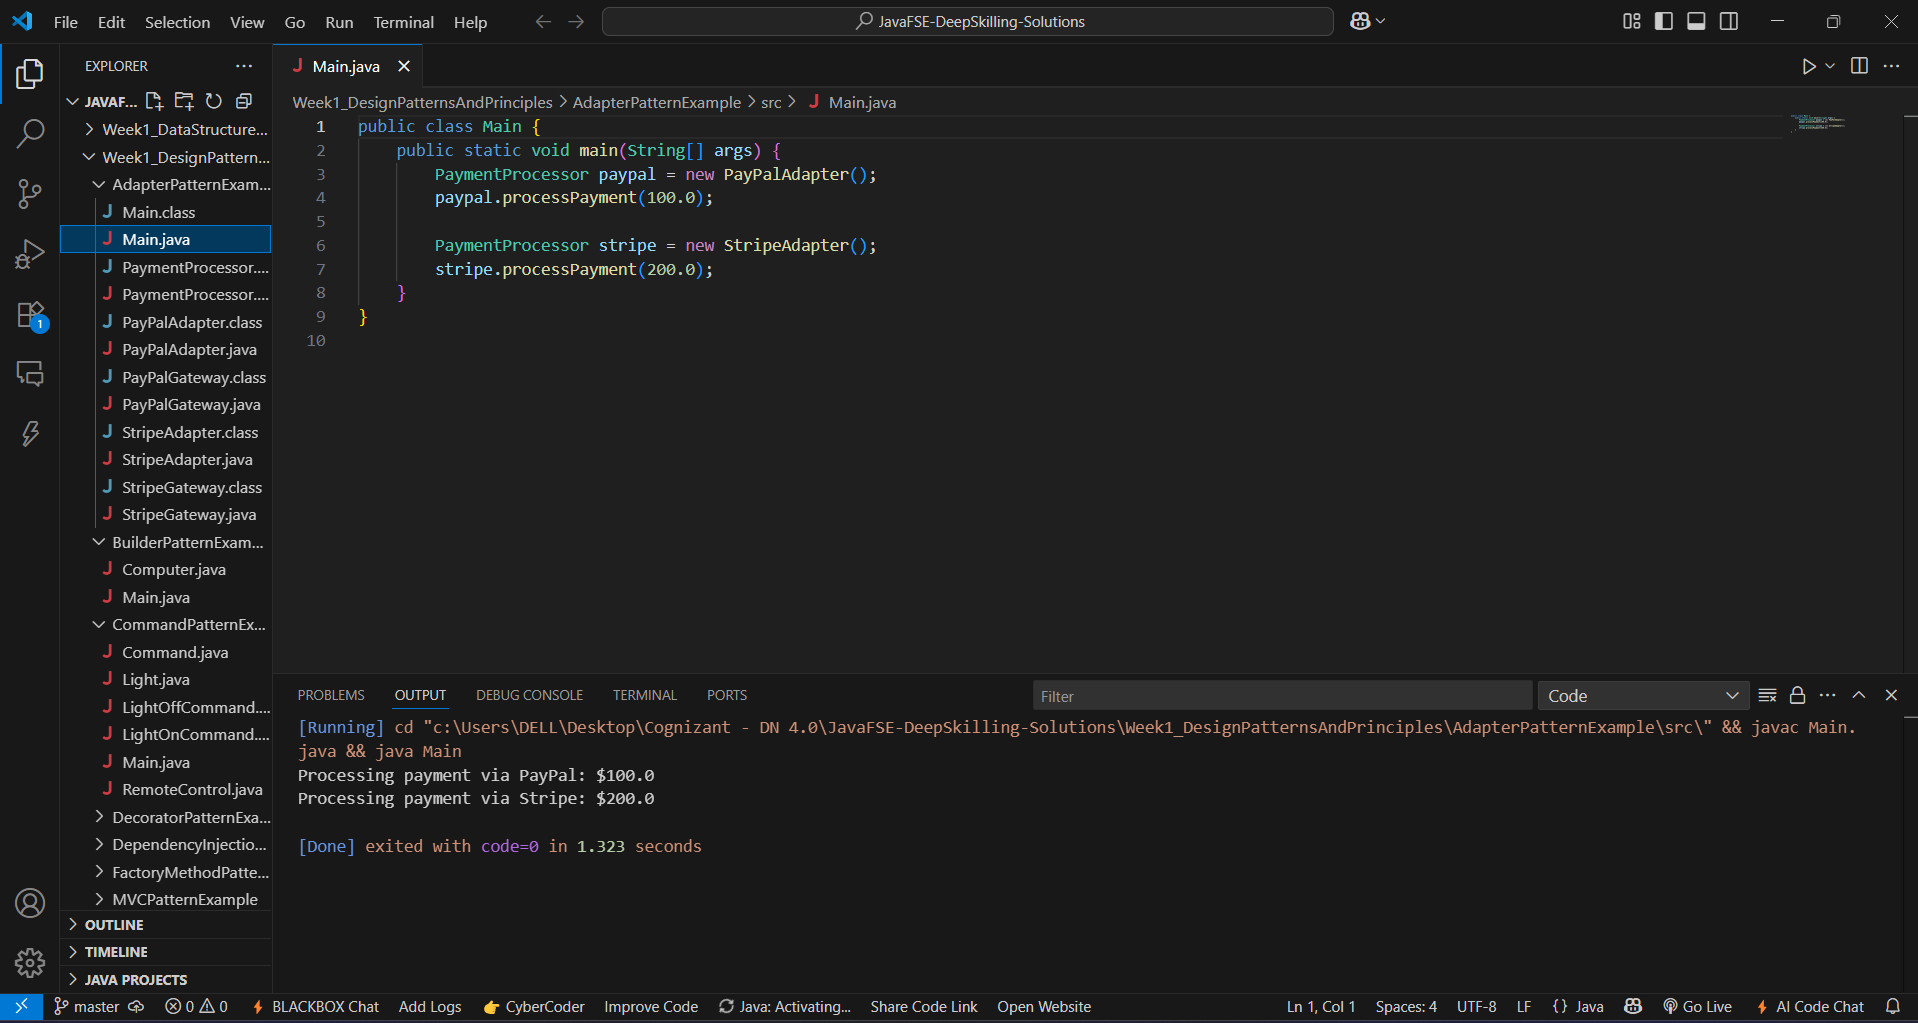 File Edit Selection View Go Run Terminal Help
JavaFSE-DeepSkilling-Solutions
EXPLORER
JAVAF...
Week1_DataStructure...
Week1_DesignPattern...
AdapterPatternExam...
Main.class
Main.java
PaymentProcessor....
PaymentProcessor....
PayPalAdapter.class
PayPalAdapter.java
PayPalGateway.class
PayPalGateway.java
StripeAdapter.class
StripeAdapter.java
StripeGateway.class
StripeGateway.java
BuilderPatternExam...
Computer.java
Main.java
CommandPatternEx...
Command.java
Light.java
LightOffCommand....
LightOnCommand....
Main.java
RemoteControl.java
DecoratorPatternExa...
DependencyInjectio...
FactoryMethodPatte...
MVCPatternExample
OUTLINE
TIMELINE
JAVA PROJECTS
1
Main.java
Week1_DesignPatternsAndPrinciples > AdapterPatternExample > src > Main.java
1 public class Main {
2 public static void main(String[] args) {
3 PaymentProcessor paypal = new PayPalAdapter();
4 paypal.processPayment(100.0);
5
6 PaymentProcessor stripe = new StripeAdapter();
7 stripe.processPayment(200.0);
8 }
9 }
10
PROBLEMS OUTPUT DEBUG CONSOLE TERMINAL PORTS
Filter
Code
[Running] cd "c:\Users\DELL\Desktop\Cognizant - DN 4.0\JavaFSE-DeepSkilling-Solutions\Week1_DesignPatternsAndPrinciples\AdapterPatternExample\src\" && javac Main.
java && java Main
Processing payment via PayPal: $100.0
Processing payment via Stripe: $200.0
[Done] exited with code=0 in 1.323 seconds
master 0 0 BLACKBOX Chat Add Logs CyberCoder Improve Code Java: Activating... Share Code Link Open Website Ln 1, Col 1 Spaces: 4 UTF-8 LF {} Java Go Live AI Code Chat